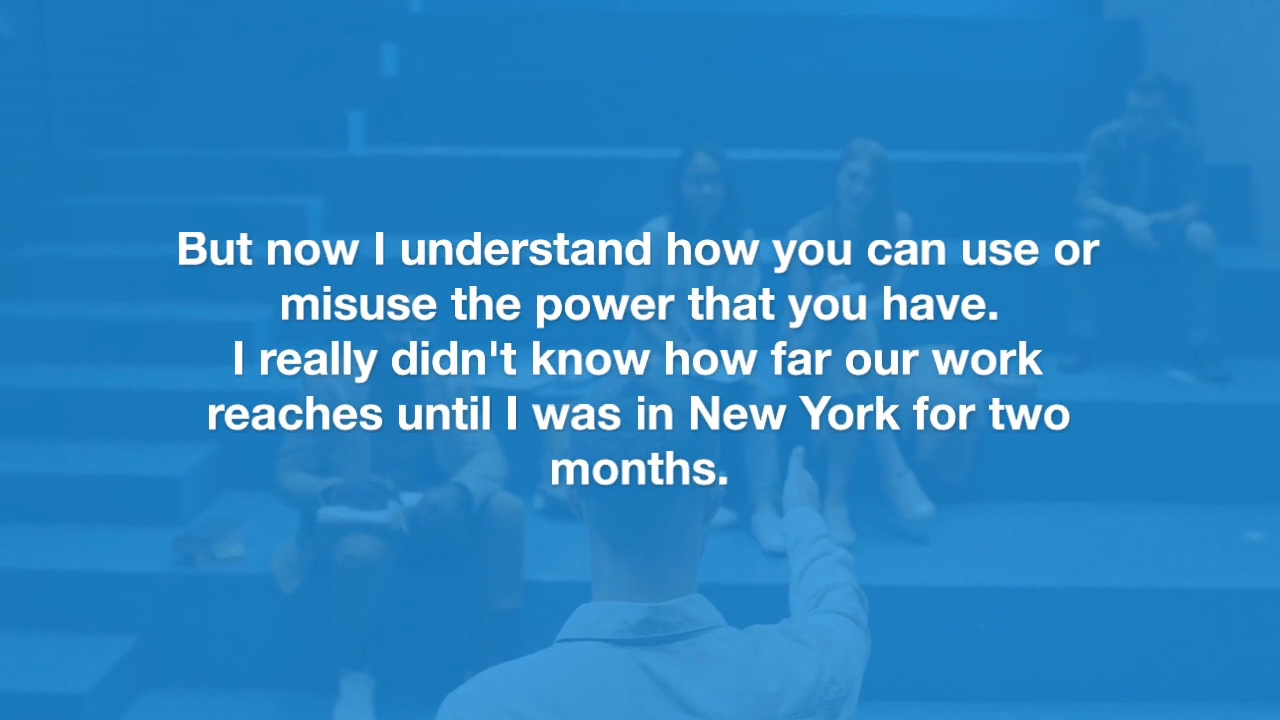 But now I understand how you can use or
misuse the power that you have.
I really didn't know how far our work
reaches until I was in New York for two
months.